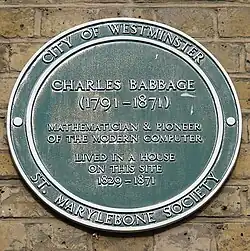 CITY OF WESTMINSTER
CHARLES BABBAGE
(1791-1871)
MATHEMATICIAN & PIONEER
OF THE MODERN COMPUTER
LIVED IN A HOUSE
ON THIS SITE
1829-1871
ST. MARYLEBONE SOCIETY